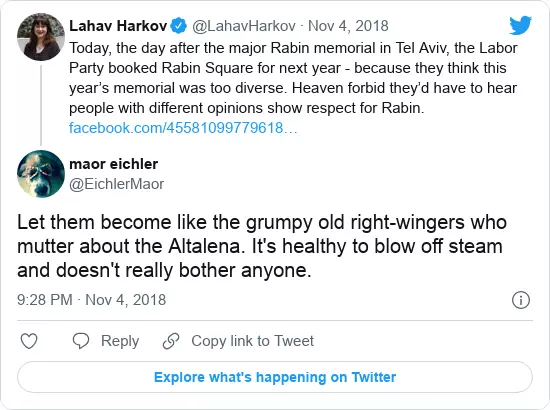 Lahav Harkov @LahavHarkov · Nov 4, 2018
Today, the day after the major Rabin memorial in Tel Aviv, the Labor
Party booked Rabin Square for next year - because they think this
year's memorial was too diverse. Heaven forbid they'd have to hear
people with different opinions show respect for Rabin.
facebook.com/45581099779618…
maor eichler
@EichlerMaor
Let them become like the grumpy old right-wingers who
mutter about the Altalena. It's healthy to blow off steam
and doesn't really bother anyone.
9:28 PM · Nov 4, 2018
Reply
Copy link to Tweet
Explore what's happening on Twitter